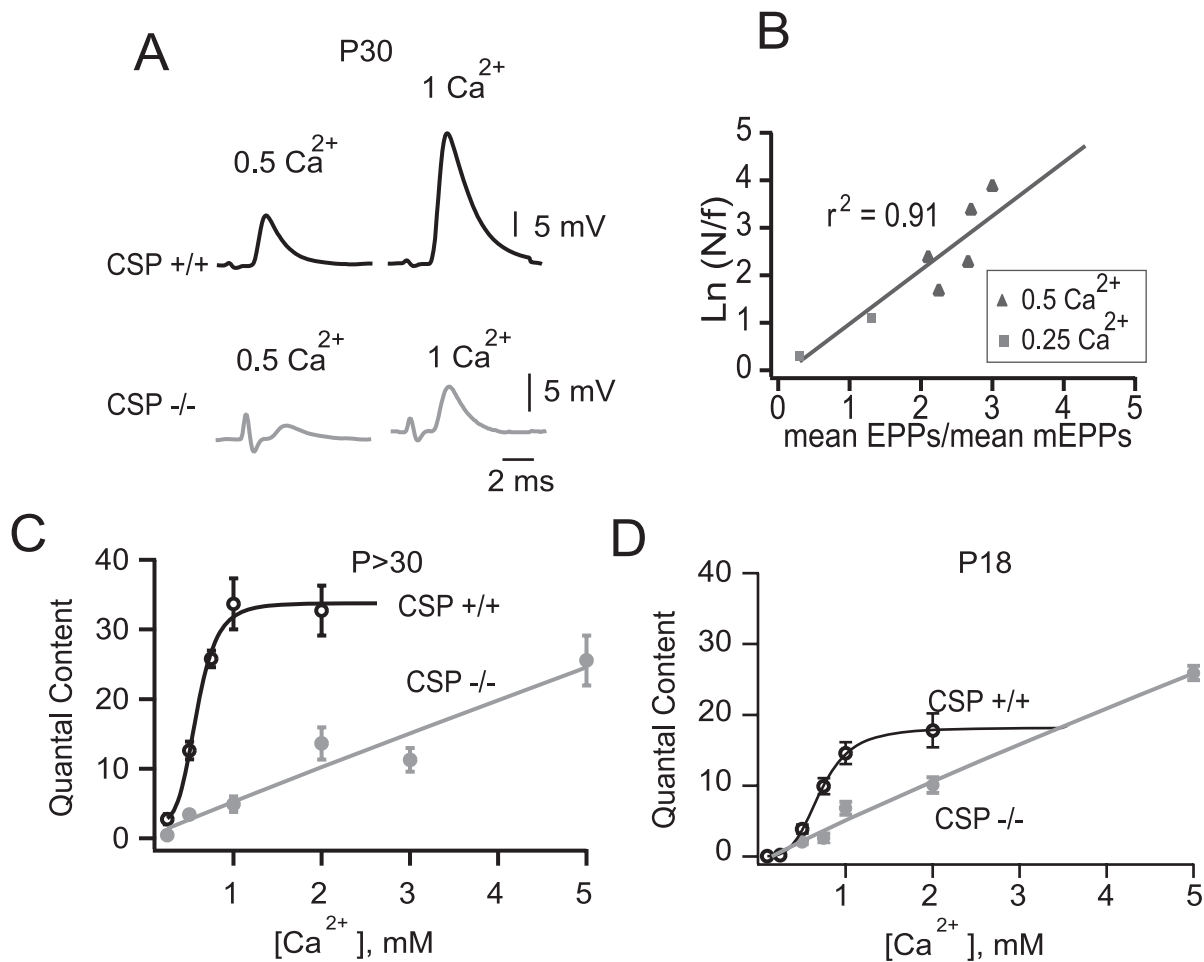 A
P30
0.5 Ca2+
1 Ca2+
5 mV
CSP +/+
0.5 Ca2+
1 Ca2+
5 mV
CSP -/-
2 ms
B
Ln (N/f)
5
4
3
2
1
0
r2 = 0.91
0.5 Ca2+
0.25 Ca2+
0 1 2 3 4 5
mean EPPs/mean mEPPs
C
P>30
Quantal Content
40
30
20
10
0
CSP +/+
CSP -/-
1 2 3 4 5
[Ca2+], mM
D
P18
Quantal Content
40
30
20
10
0
CSP +/+
CSP -/-
1 2 3 4 5
[Ca2+], mM